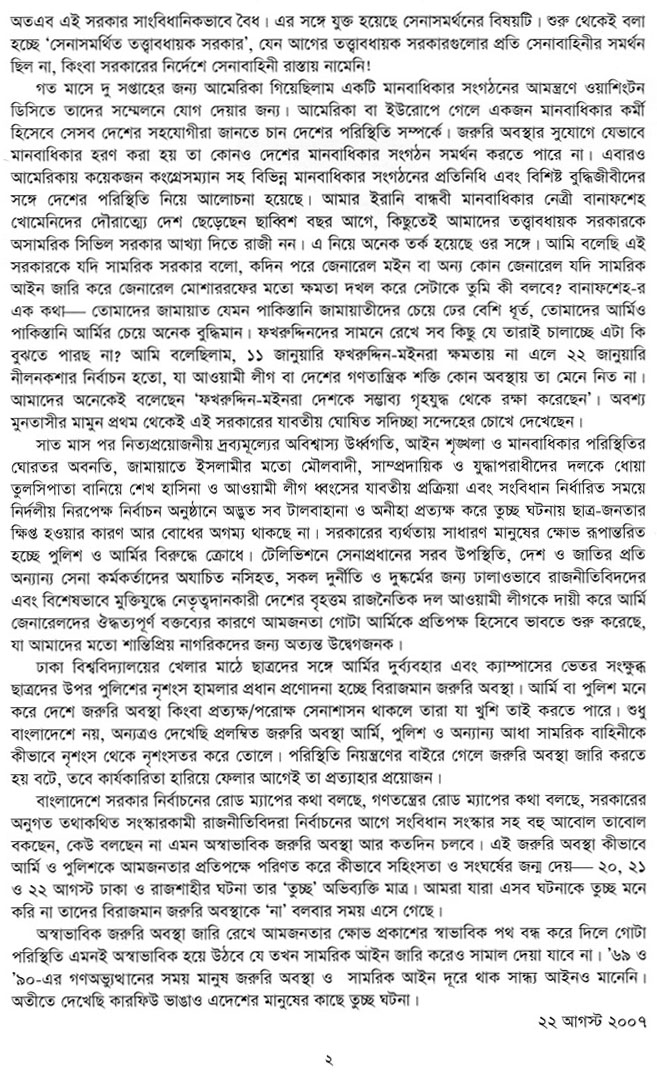 অতএব এই সরকার সাংবিধানিকভাবে বৈধ। এর সঙ্গে যুক্ত হয়েছে সেনাসমর্থনের বিষয়টি। শুরু থেকেই বলা
হচ্ছে ‘সেনাসমর্থিত তত্ত্বাবধায়ক সরকার’, যেন আগের তত্ত্বাবধায়ক সরকারগুলোর প্রতি সেনাবাহিনীর সমর্থন
ছিল না, কিংবা সরকারের নির্দেশে সেনাবাহিনী রাস্তায় নামেনি!
গত মাসে দু সপ্তাহের জন্য আমেরিকা গিয়েছিলাম একটি মানবাধিকার সংগঠনের আমন্ত্রণে ওয়াশিংটন
ডিসিতে তাদের সম্মেলনে যোগ দেয়ার জন্য। আমেরিকা বা ইউরোপে গেলে একজন মানবাধিকার কর্মী
হিসেবে সেসব দেশের সহযোগীরা জানতে চান দেশের পরিস্থিতি সম্পর্কে। জরুরি অবস্থার সুযোগে যেভাবে
মানবাধিকার হরণ করা হয় তা কোনও দেশের মানবাধিকার সংগঠন সমর্থন করতে পারে না। এবারও
আমেরিকায় কয়েকজন কংগ্রেসম্যান সহ বিভিন্ন মানবাধিকার সংগঠনের প্রতিনিধি এবং বিশিষ্ট বুদ্ধিজীবীদের
সঙ্গে দেশের পরিস্থিতি নিয়ে আলোচনা হয়েছে। আমার ইরানি বান্ধবী মানবাধিকার নেত্রী বানাফশেহ
খোমেনিদের দৌরাত্ম্যে দেশ ছেড়েছেন ছাব্বিশ বছর আগে, কিছুতেই আমাদের তত্ত্বাবধায়ক সরকারকে
অসামরিক সিভিল সরকার আখ্যা দিতে রাজী নন। এ নিয়ে অনেক তর্ক হয়েছে ওর সঙ্গে। আমি বলেছি এই
সরকারকে যদি সামরিক সরকার বলো, কদিন পরে জেনারেল মইন বা অন্য কোন জেনারেল যদি সামরিক
আইন জারি করে জেনারেল মোশাররফের মতো ক্ষমতা দখল করে সেটাকে তুমি কী বলবে? বানাফশেহ-র
এক কথা— তোমাদের জামায়াত যেমন পাকিস্তানি জামায়াতীদের চেয়ে ঢের বেশি ধূর্ত, তোমাদের আর্মিও
পাকিস্তানি আর্মির চেয়ে অনেক বুদ্ধিমান। ফখরুদ্দিনদের সামনে রেখে সব কিছু যে তারাই চালাচ্ছে এটা কি
বুঝতে পারছ না? আমি বলেছিলাম, ১১ জানুয়ারি ফখরুদ্দিন-মইনরা ক্ষমতায় না এলে ২২ জানুয়ারি
নীলনকশার নির্বাচন হতো, যা আওয়ামী লীগ বা দেশের গণতান্ত্রিক শক্তি কোন অবস্থায় তা মেনে নিত না।
আমাদের অনেকেই বলেছেন ‘ফখরুদ্দিন-মইনরা দেশকে সম্ভাব্য গৃহযুদ্ধ থেকে রক্ষা করেছেন’। অবশ্য
মুনতাসীর মামুন প্রথম থেকেই এই সরকারের যাবতীয় ঘোষিত সদিচ্ছা সন্দেহের চোখে দেখেছেন।
সাত মাস পর নিত্যপ্রয়োজনীয় দ্রব্যমূল্যের অবিশ্বাস্য উর্ধ্বগতি, আইন শৃঙ্খলা ও মানবাধিকার পরিস্থিতির
ঘোরতর অবনতি, জামায়াতে ইসলামীর মতো মৌলবাদী, সাম্প্রদায়িক ও যুদ্ধাপরাধীদের দলকে ধোয়া
তুলসিপাতা বানিয়ে শেখ হাসিনা ও আওয়ামী লীগ ধ্বংসের যাবতীয় প্রক্রিয়া এবং সংবিধান নির্ধারিত সময়ে
নির্দলীয় নিরপেক্ষ নির্বাচন অনুষ্ঠানে অদ্ভুত সব টালবাহানা ও অনীহা প্রত্যক্ষ করে তুচ্ছ ঘটনায় ছাত্র-জনতার
ক্ষিপ্ত হওয়ার কারণ আর বোধের অগম্য থাকছে না। সরকারের ব্যর্থতায় সাধারণ মানুষের ক্ষোভ রূপান্তরিত
হচ্ছে পুলিশ ও আর্মির বিরুদ্ধে ক্রোধে। টেলিভিশনে সেনাপ্রধানের সরব উপস্থিতি, দেশ ও জাতির প্রতি
অন্যান্য সেনা কর্মকর্তাদের অযাচিত নসিহত, সকল দুর্নীতি ও দুষ্কর্মের জন্য ঢালাওভাবে রাজনীতিবিদদের
এবং বিশেষভাবে মুক্তিযুদ্ধে নেতৃত্বদানকারী দেশের বৃহত্তম রাজনৈতিক দল আওয়ামী লীগকে দায়ী করে আর্মি
জেনারেলদের ঔদ্ধত্যপূর্ণ বক্তব্যের কারণে আমজনতা গোটা আর্মিকে প্রতিপক্ষ হিসেবে ভাবতে শুরু করেছে,
যা আমাদের মতো শান্তিপ্রিয় নাগরিকদের জন্য অত্যন্ত উদ্বেগজনক।
ঢাকা বিশ্ববিদ্যালয়ের খেলার মাঠে ছাত্রদের সঙ্গে আর্মির দুর্ব্যবহার এবং ক্যাম্পাসের ভেতর সংক্ষুব্ধ
ছাত্রদের উপর পুলিশের নৃশংস হামলার প্রধান প্রণোদনা হচ্ছে বিরাজমান জরুরি অবস্থা। আর্মি বা পুলিশ মনে
করে দেশে জরুরি অবস্থা কিংবা প্রত্যক্ষ/পরোক্ষ সেনাশাসন থাকলে তারা যা খুশি তাই করতে পারে। শুধু
বাংলাদেশে নয়, অন্যত্রও দেখেছি প্রলম্বিত জরুরি অবস্থা আর্মি, পুলিশ ও অন্যান্য আধা সামরিক বাহিনীকে
কীভাবে নৃশংস থেকে নৃশংসতর করে তোলে। পরিস্থিতি নিয়ন্ত্রণের বাইরে গেলে জরুরি অবস্থা জারি করতে
হয় বটে, তবে কার্যকারিতা হারিয়ে ফেলার আগেই তা প্রত্যাহার প্রয়োজন।
বাংলাদেশে সরকার নির্বাচনের রোড ম্যাপের কথা বলছে, গণতন্ত্রের রোড ম্যাপের কথা বলছে, সরকারের
অনুগত তথাকথিত সংস্কারকামী রাজনীতিবিদরা নির্বাচনের আগে সংবিধান সংস্কার সহ বহু আবোল তাবোল
বকছেন, কেউ বলছেন না এমন অস্বাভাবিক জরুরি অবস্থা আর কতদিন চলবে। এই জরুরি অবস্থা কীভাবে
আর্মি ও পুলিশকে আমজনতার প্রতিপক্ষে পরিণত করে কীভাবে সহিংসতা ও সংঘর্ষের জন্ম দেয়— ২০, ২১
ও ২২ আগস্ট ঢাকা ও রাজশাহীর ঘটনা তার ‘তুচ্ছ’ অভিব্যক্তি মাত্র। আমরা যারা এসব ঘটনাকে তুচ্ছ মনে
করি না তাদের বিরাজমান জরুরি অবস্থাকে ‘না’ বলবার সময় এসে গেছে।
অস্বাভাবিক জরুরি অবস্থা জারি রেখে আমজনতার ক্ষোভ প্রকাশের স্বাভাবিক পথ বন্ধ করে দিলে গোটা
পরিস্থিতি এমনই অস্বাভাবিক হয়ে উঠবে যে তখন সামরিক আইন জারি করেও সামাল দেয়া যাবে না। ’৬৯ ও
’৯০-এর গণঅভ্যুত্থানের সময় মানুষ জরুরি অবস্থা ও সামরিক আইন দূরে থাক সান্ধ্য আইনও মানেনি।
অতীতে দেখেছি কারফিউ ভাঙাও এদেশের মানুষের কাছে তুচ্ছ ঘটনা।
২২ আগস্ট ২০০৭
২